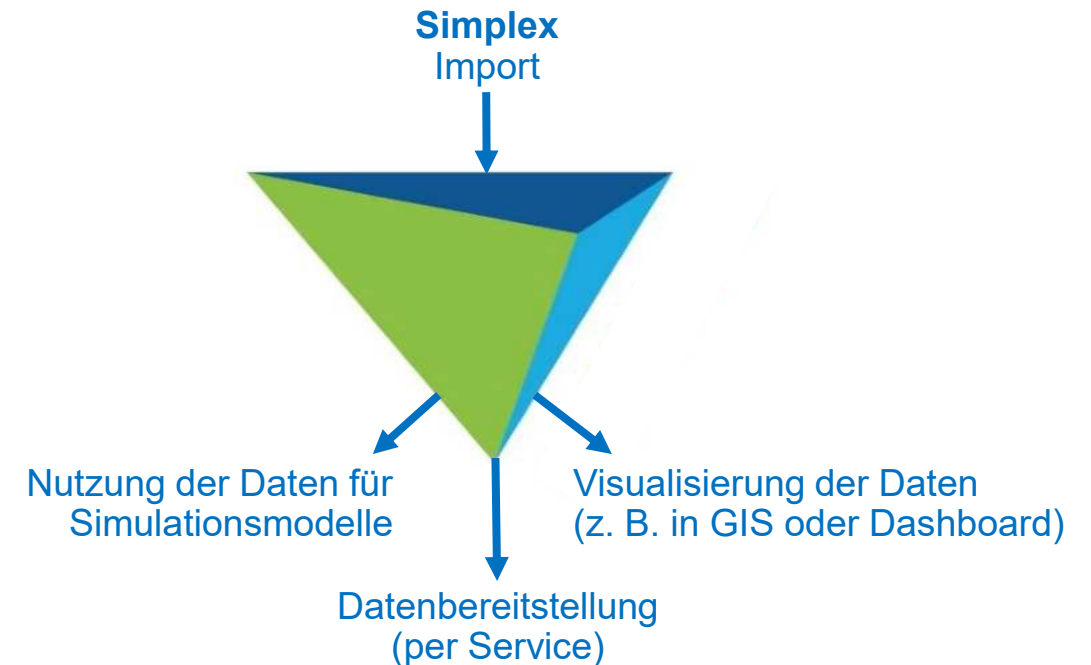 Simplex
Import
Nutzung der Daten für
Simulationsmodelle
Visualisierung der Daten
(z. B. in GIS oder Dashboard)
Datenbereitstellung
(per Service)